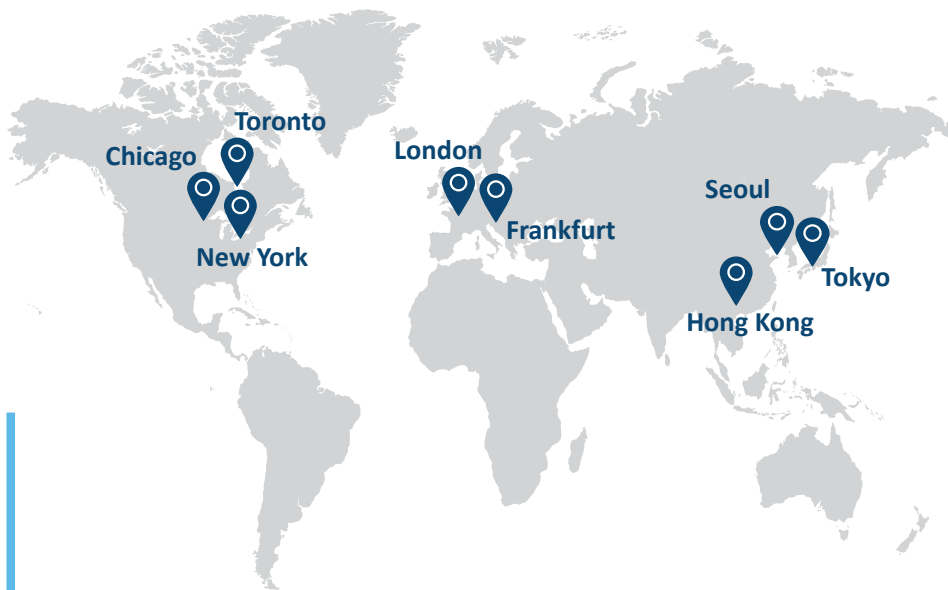 Toronto
Chicago
London
New York
Frankfurt
Seoul
Tokyo
Hong Kong